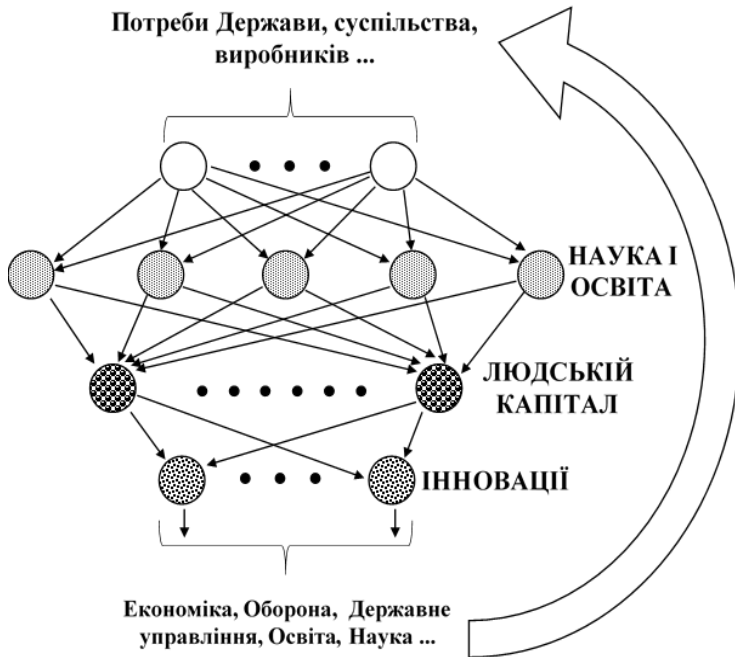 Потреби Держави, суспільства,
виробників ...
НАУКА І
ОСВІТА
ЛЮДСЬКІЙ
КАПІТАЛ
ІННОВАЦІЇ
Економіка, Оборона, Державне
управління, Освіта, Наука ...